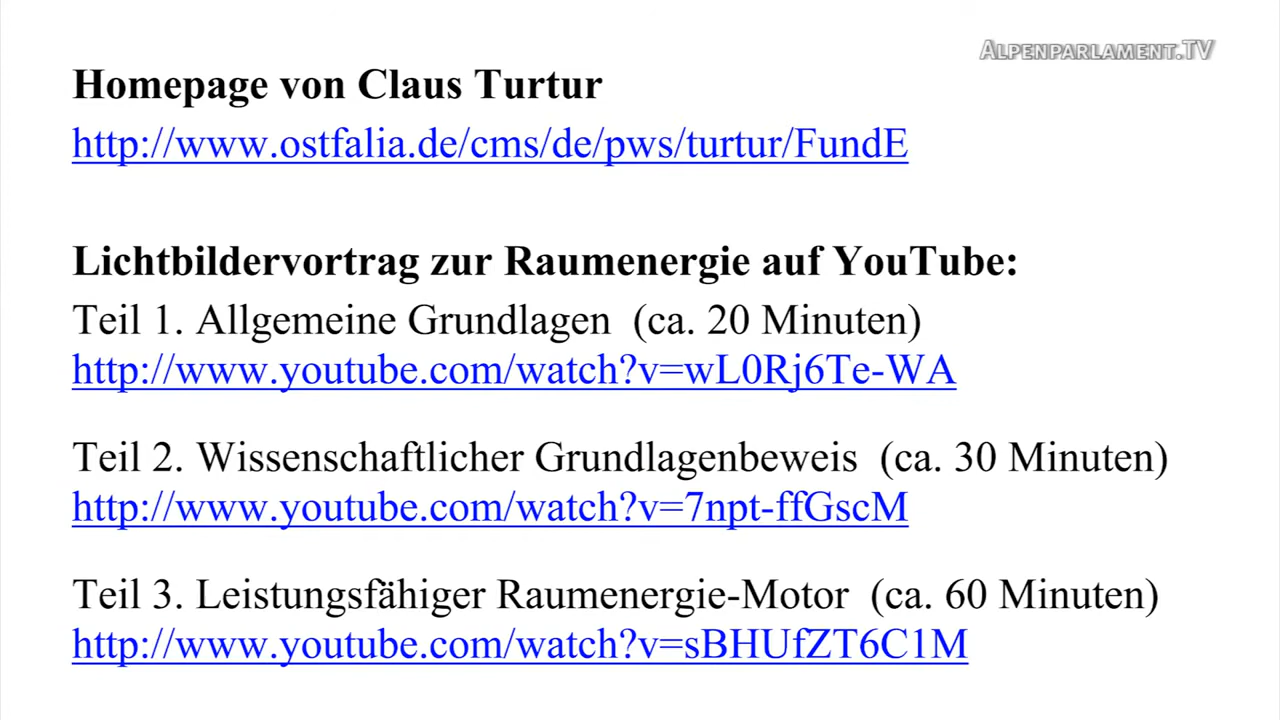 ALPENPARLAMENT.TV
Homepage von Claus Turtur
http://www.ostfalia.de/cms/de/pws/turtur/FundE
Lichtbildervortrag zur Raumenergie auf YouTube:
Teil 1. Allgemeine Grundlagen (ca. 20 Minuten)
http://www.youtube.com/watch?v=wL0Rj6Te-WA
Teil 2. Wissenschaftlicher Grundlagenbeweis (ca. 30 Minuten)
http://www.youtube.com/watch?v=7npt-ffGscM
Teil 3. Leistungsfähiger Raumenergie-Motor (ca. 60 Minuten)
http://www.youtube.com/watch?v=sBHUfZT6C1M